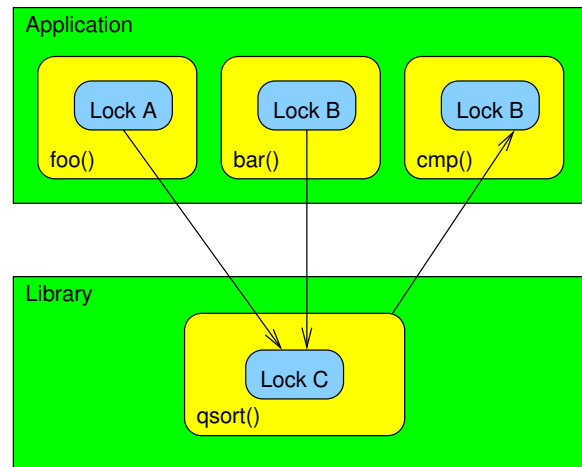 Application
Lock A
Lock B
Lock B
foo()
bar()
cmp()
Library
Lock C
qsort()